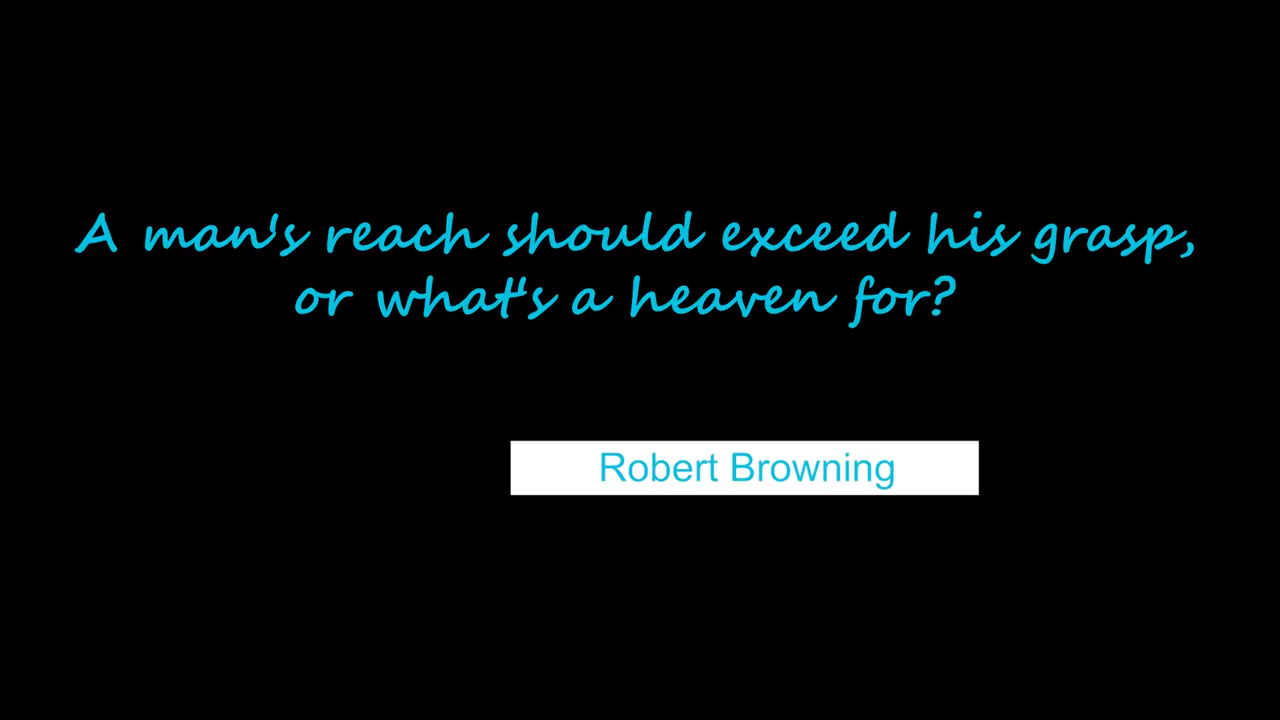 A man's reach should exceed his grasp,
or what's a heaven for?
Robert Browning